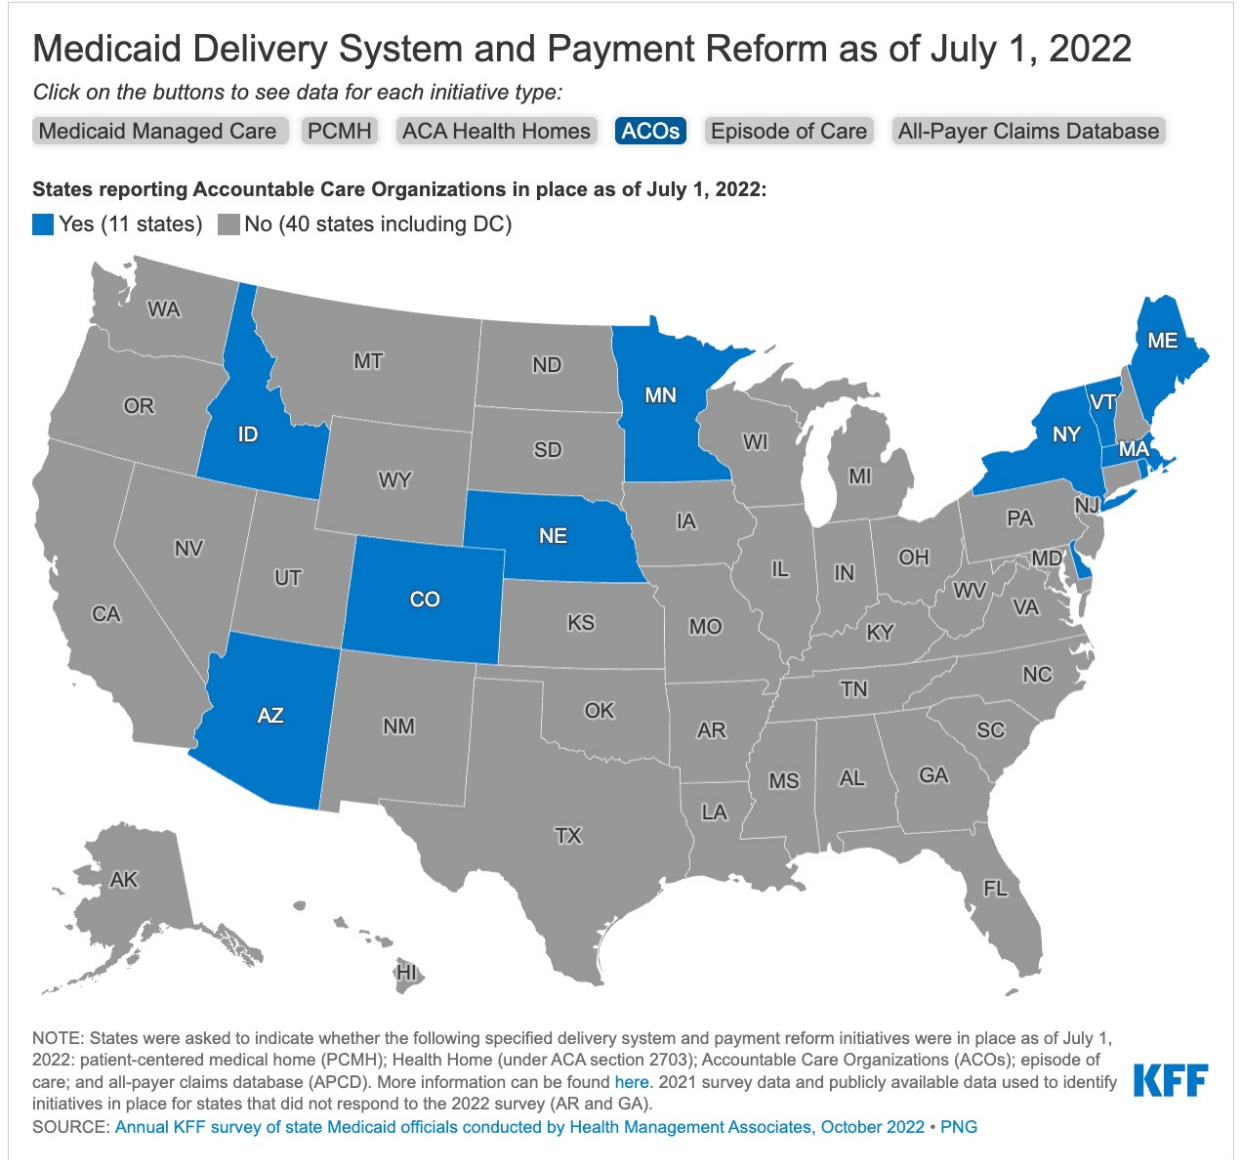 Medicaid Delivery System and Payment Reform as of July 1, 2022
Click on the buttons to see data for each initiative type:
Medicaid Managed Care PCMH ACA Health Homes ACOs Episode of Care All-Payer Claims Database
States reporting Accountable Care Organizations in place as of July 1, 2022:
Yes (11 states) No (40 states including DC)
WA
ME
MT
ND
MN
VT
OR
ID
NY
WI
MA
SD
MI
WY
NJ
PA
IA
NE
NV
OH
MD
UT
IL
IN
WV
CO
VA
CA
KS
MO
KY
NC
TN
OK
AZ
NM
AR
SC
GA
MS
AL
LA
TX
AK
FL
HI
NOTE: States were asked to indicate whether the following specified delivery system and payment reform initiatives were in place as of July 1,
2022: patient-centered medical home (PCMH); Health Home (under ACA section 2703); Accountable Care Organizations (ACOs); episode of
care; and all-payer claims database (APCD). More information can be found here. 2021 survey data and publicly available data used to identify
initiatives in place for states that did not respond to the 2022 survey (AR and GA).
SOURCE: Annual KFF survey of state Medicaid officials conducted by Health Management Associates, October 2022 • PNG
KFF